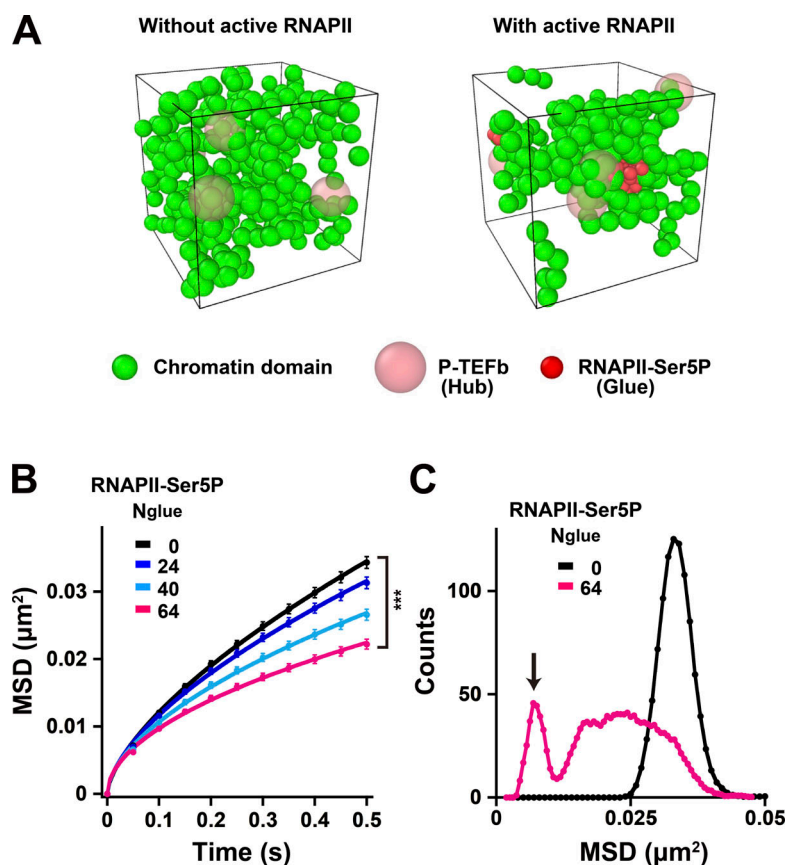 A
Without active RNAPII
With active RNAPII
Chromatin domain
P-TEFb
(Hub)
RNAPII-Ser5P
(Glue)
B
RNAPII-Ser5P
Nglue
0
24
40
64
***
MSD (µm²)
0.03
0.02
0.01
0
0 0.1 0.2 0.3 0.4 0.5
Time (s)
C
RNAPII-Ser5P
Nglue
0
64
Counts
100
50
0
0 0.025 0.05
MSD (µm²)